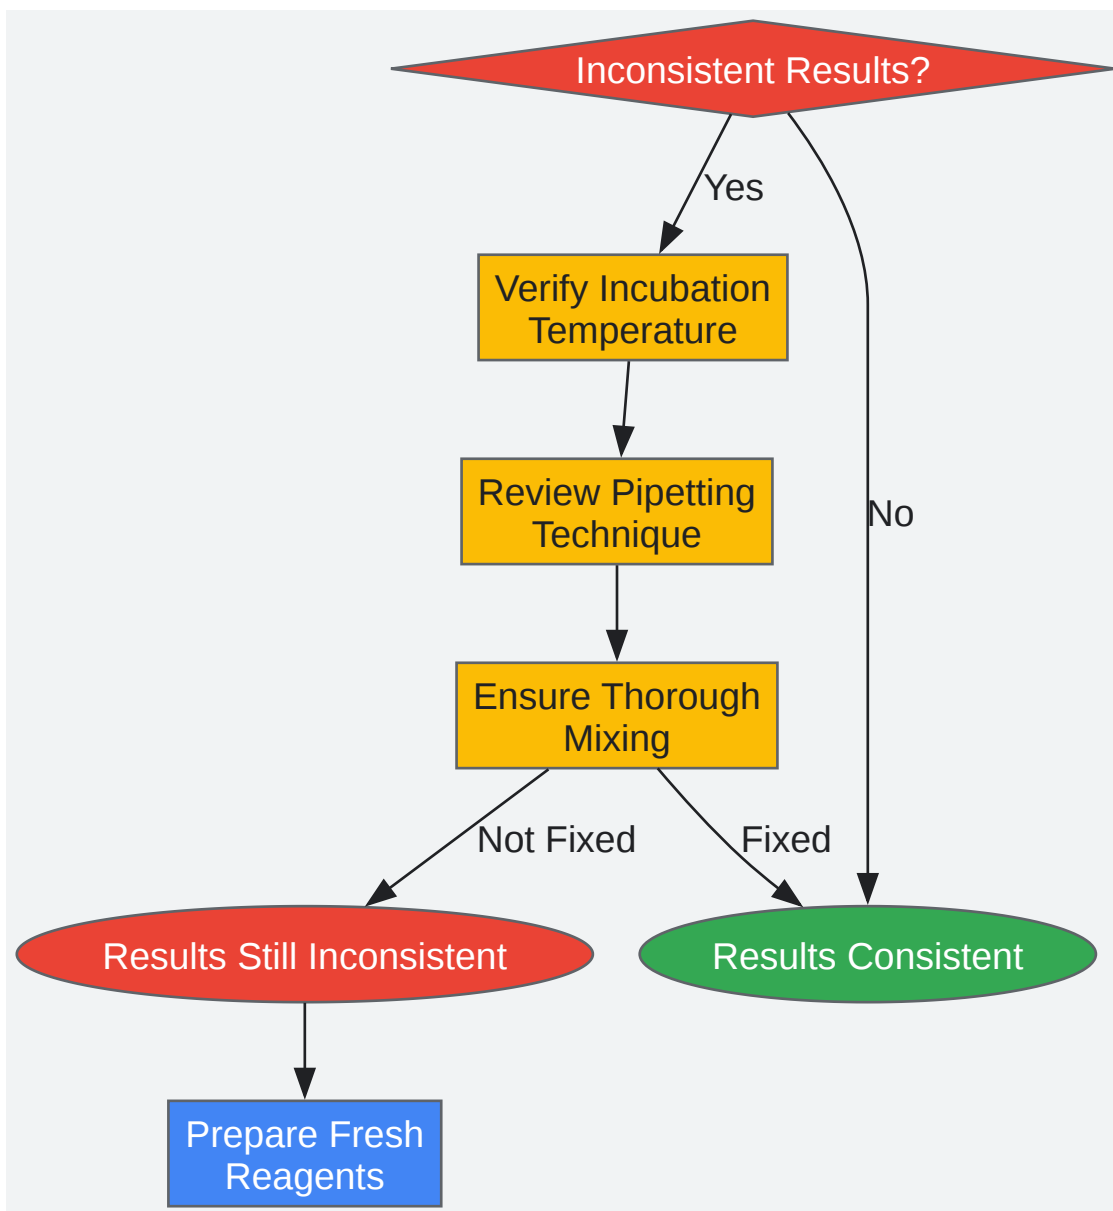 Inconsistent Results?
Yes
Verify Incubation
Temperature
Review Pipetting
Technique
No
Ensure Thorough
Mixing
Not Fixed
Fixed
Results Still Inconsistent
Results Consistent
Prepare Fresh
Reagents